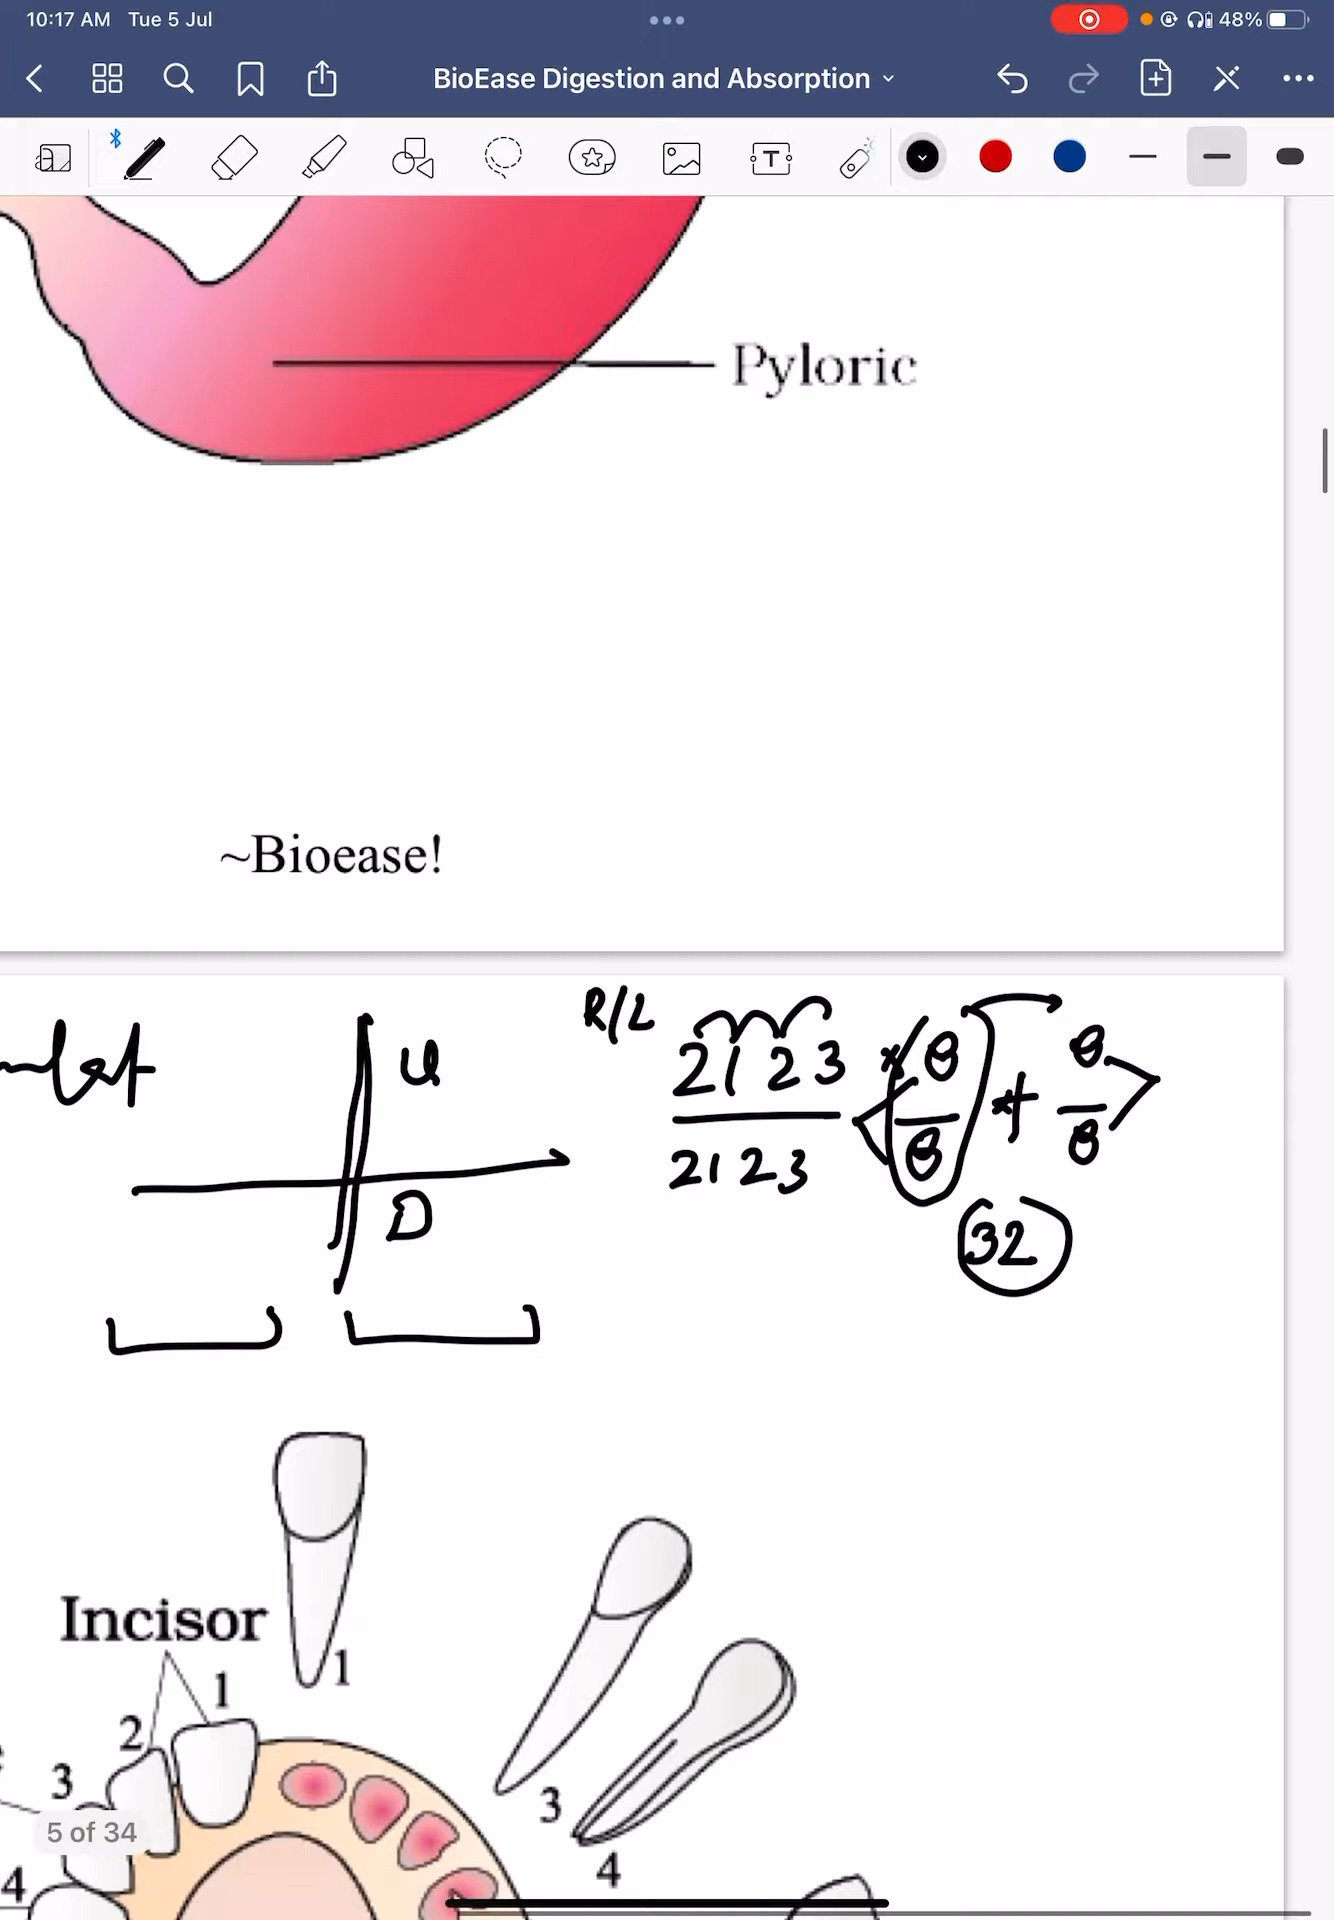 10:17 AM Tue 5 Jul
48%
BioEase Digestion and Absorption
T
Pyloric
~Bioease!
U
D
R/L
2123 8 + 8
2123 8 8
32
Incisor
1
1
2
3
4
3
4
5 of 34